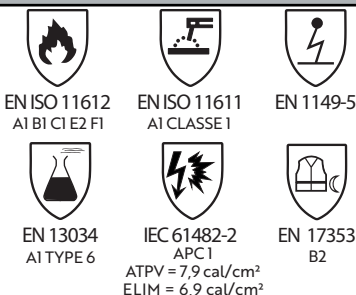 EN ISO 11612
A1 B1 C1 E2 F1
EN ISO 11611
A1 CLASSE 1
EN 1149-5
EN 13034
A1 TYPE 6
IEC 61482-2
APC 1
ATPV = 7,9 cal/cm²
ELIM = 6,9 cal/cm²
EN 17353
B2